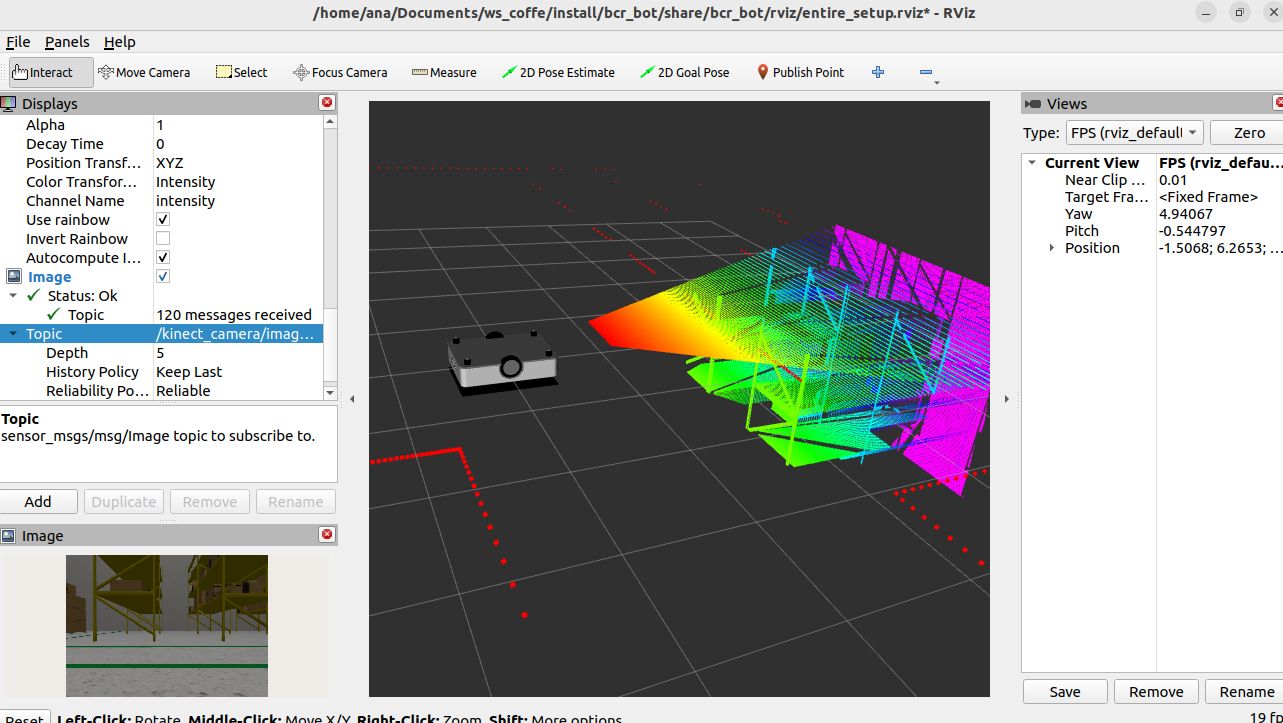 /home/ana/Documents/ws_coffe/install/bcr_bot/share/bcr_bot/rviz/entire_setup.rviz* - RViz
File Panels Help
Interact Move Camera Select Focus Camera Measure 2D Pose Estimate 2D Goal Pose Publish Point
Displays
Alpha 1
Decay Time 0
Position Transf... XYZ
Color Transfor... Intensity
Channel Name intensity
Use rainbow
Invert Rainbow
Autocompute I...
Image
Status: Ok
Topic 120 messages received
Topic /kinect_camera/imag...
Depth 5
History Policy Keep Last
Reliability Po... Reliable
Topic
sensor_msgs/msg/Image topic to subscribe to.
Add Duplicate Remove Rename
Image
Views
Type: FPS (rviz_default Zero
Current View FPS (rviz_defau...
Near Clip ... 0.01
Target Fra... <Fixed Frame>
Yaw 4.94067
Pitch -0.544797
Position -1.5068; 6.2653; ...
Save Remove Rename
Reset Left-Click: Rotate. Middle-Click: Move X/Y. Right-Click: Zoom. Shift: More options. 19 fp